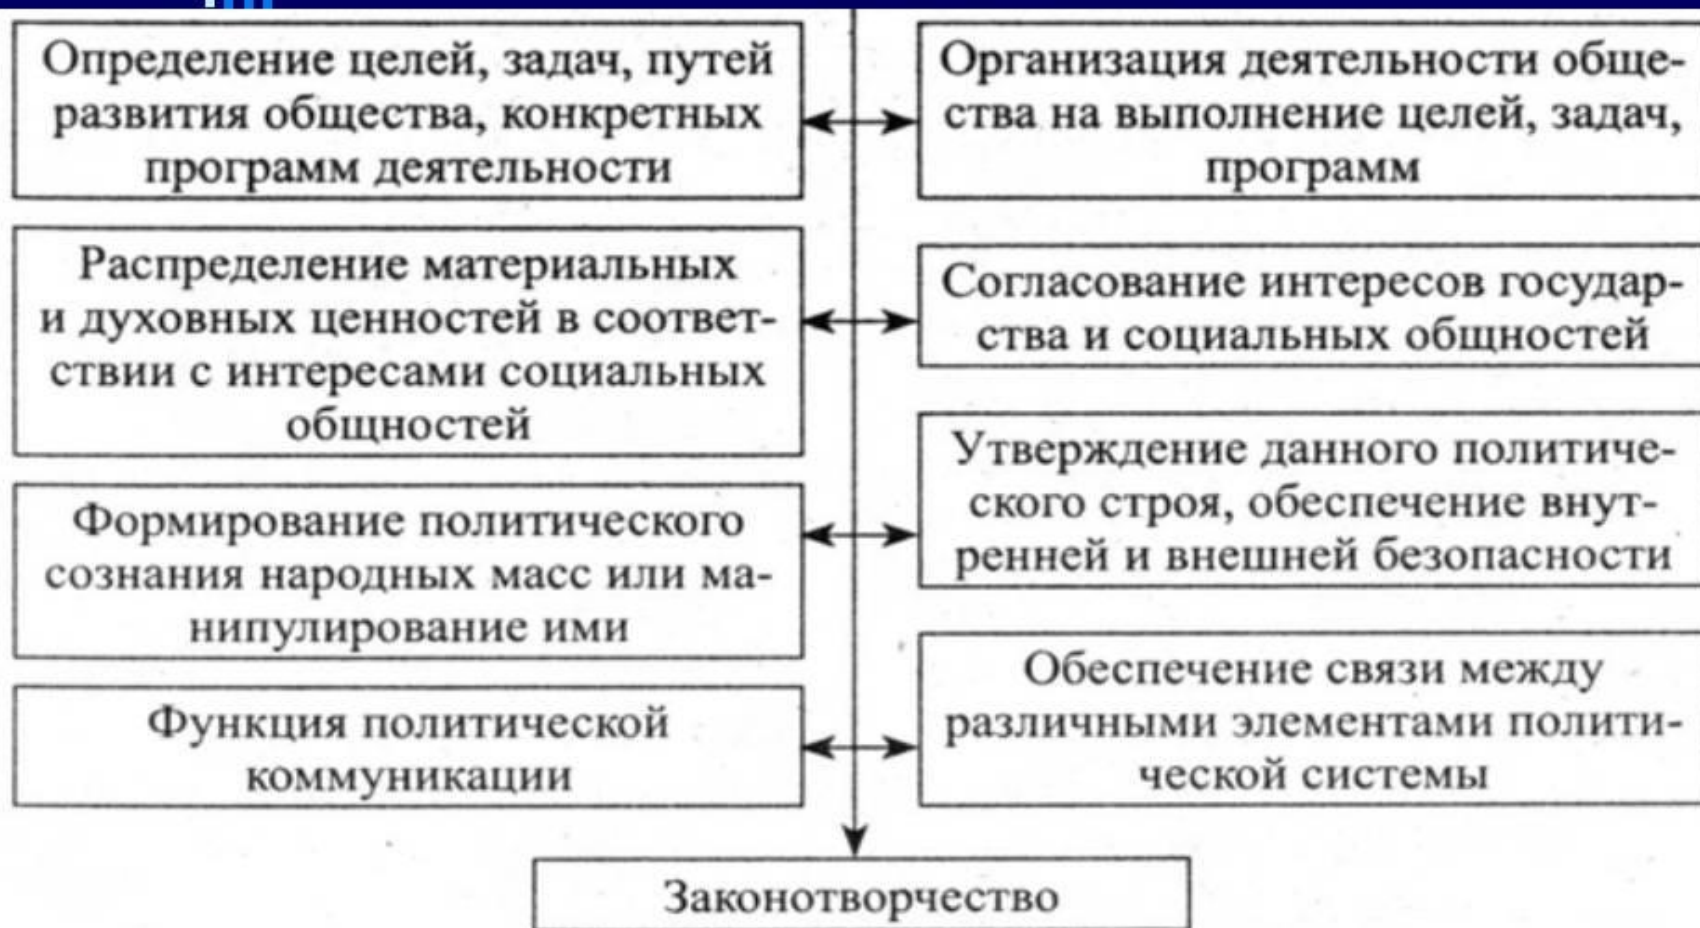 Определение целей, задач, путей
развития общества, конкретных
программ деятельности
Организация деятельности обще-
ства на выполнение целей, задач,
программ
Распределение материальных
и духовных ценностей в соответ-
ствии с интересами социальных
общностей
Согласование интересов государ-
ства и социальных общностей
Формирование политического
сознания народных масс или ма-
нипулирование ими
Утверждение данного политиче-
ского строя, обеспечение внут-
ренней и внешней безопасности
Функция политической
коммуникации
Обеспечение связи между
различными элементами полити-
ческой системы
Законотворчество